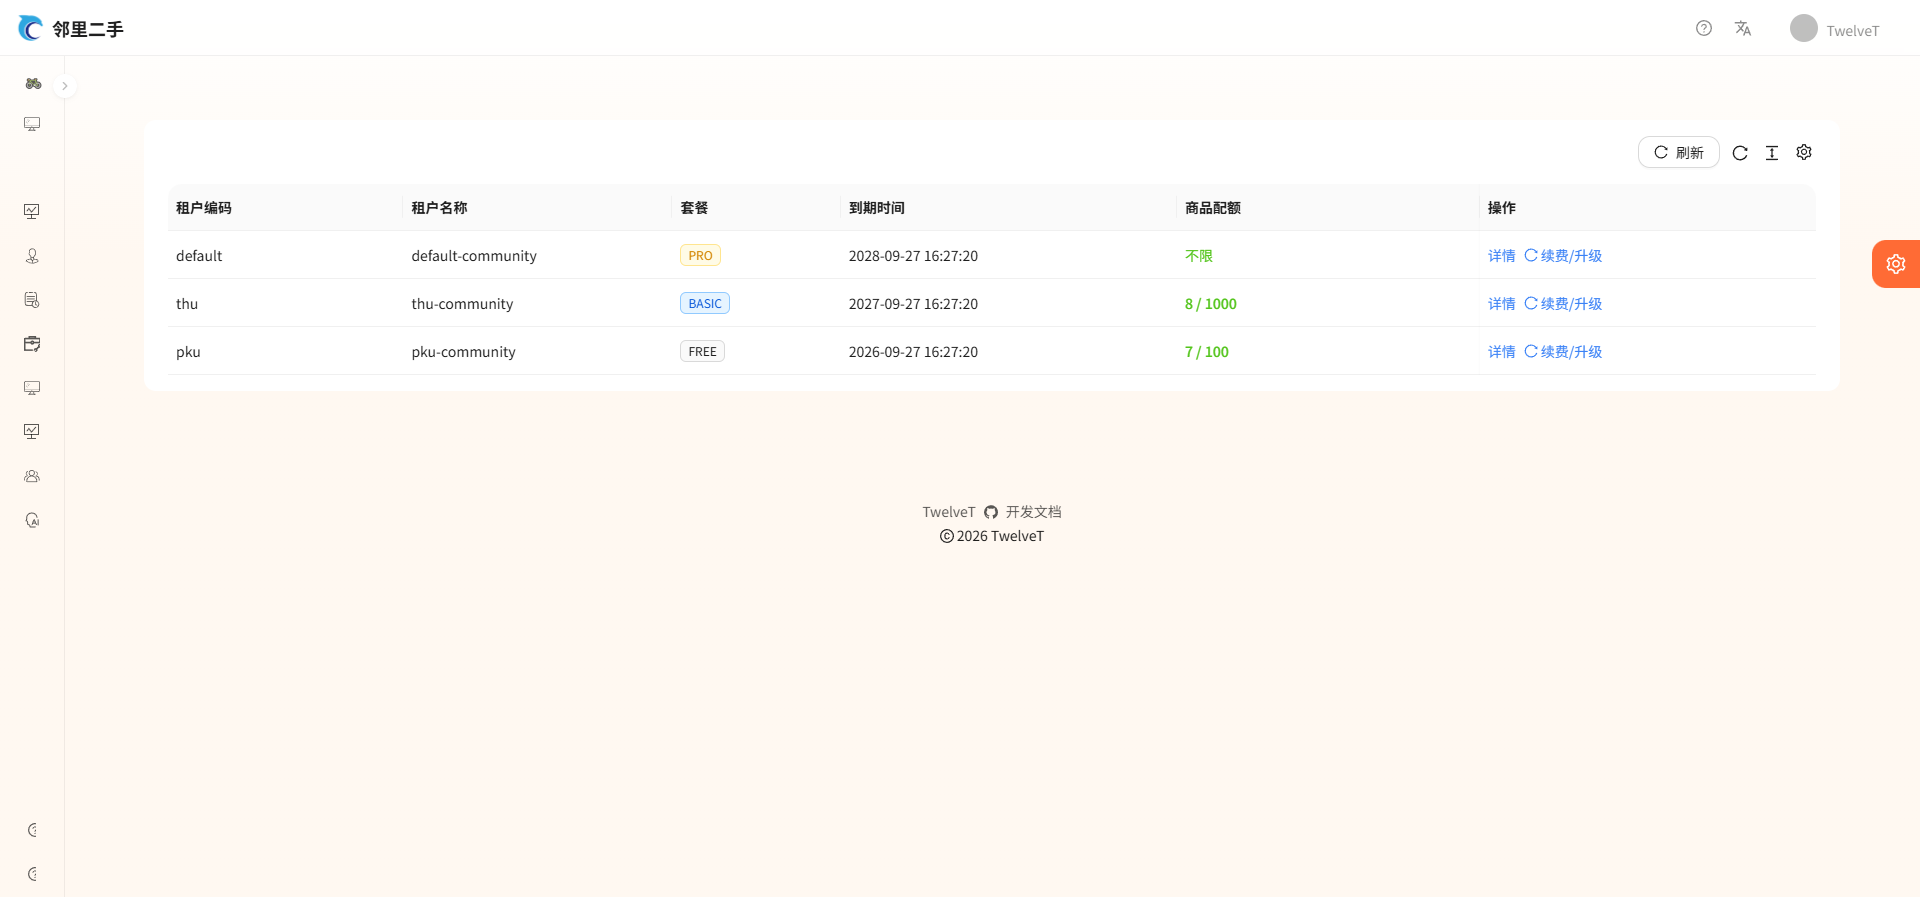 邻里二手
TwelveT
刷新
租户编码 租户名称 套餐 到期时间 商品配额 操作
default default-community PRO 2028-09-27 16:27:20 不限 详情 续费/升级
thu thu-community BASIC 2027-09-27 16:27:20 8 / 1000 详情 续费/升级
pku pku-community FREE 2026-09-27 16:27:20 7 / 100 详情 续费/升级
TwelveT 开发文档
© 2026 TwelveT